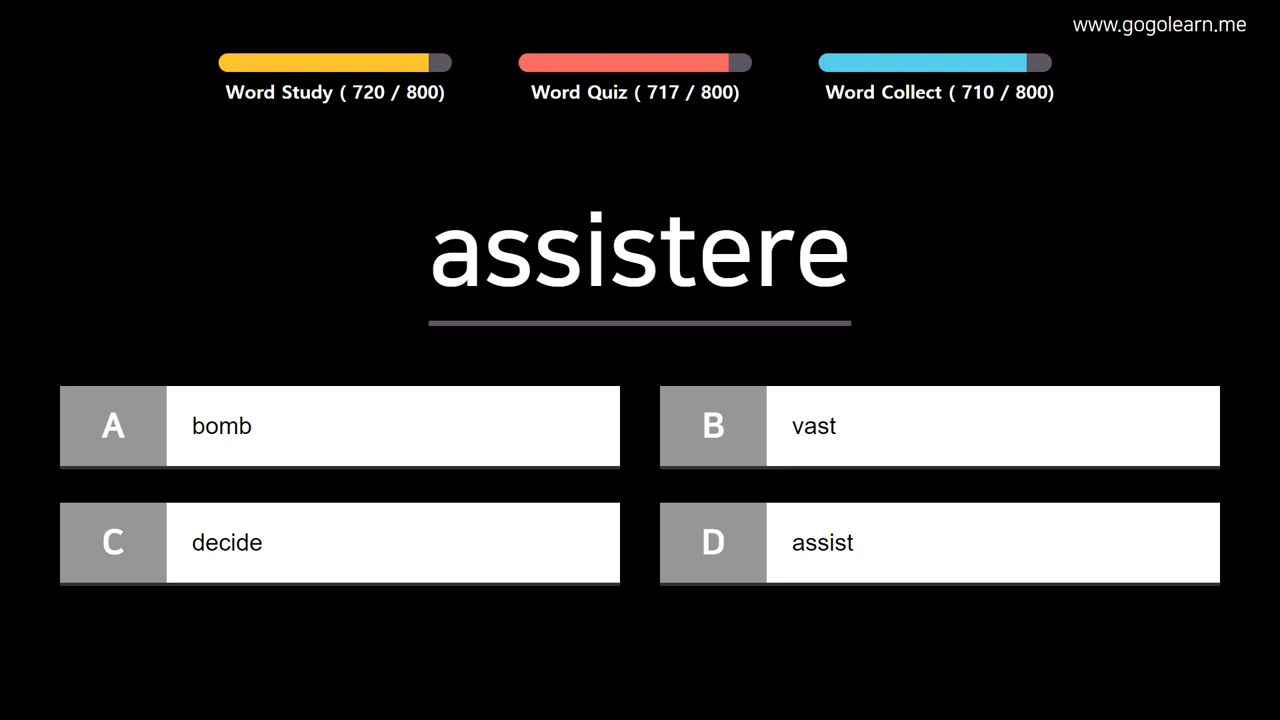 www.gogolearn.me
Word Study ( 720 / 800)
Word Quiz ( 717 / 800)
Word Collect ( 710 / 800)
assistere
A bomb
B vast
C decide
D assist